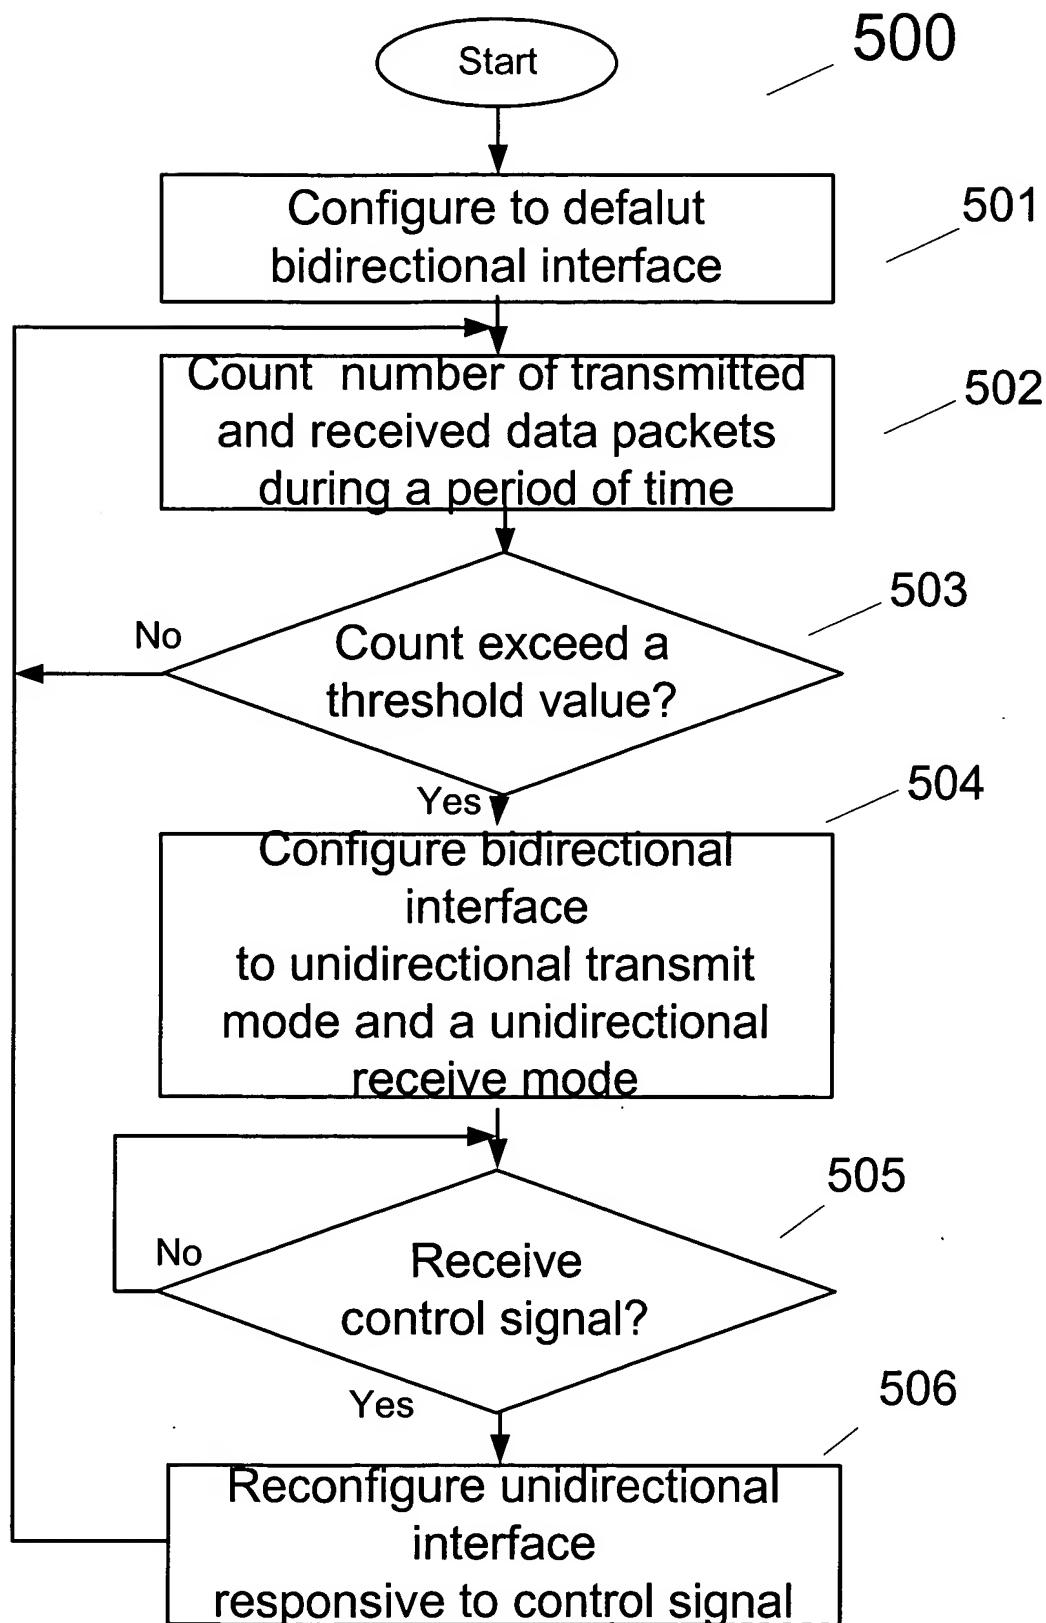 Start
500
Configure to defalut
bidirectional interface
501
Count number of transmitted
and received data packets
during a period of time
502
503
No
Count exceed a
threshold value?
Yes
504
Configure bidirectional
interface
to unidirectional transmit
mode and a unidirectional
receive mode
505
No
Receive
control signal?
Yes
506
Reconfigure unidirectional
interface
responsive to control signal